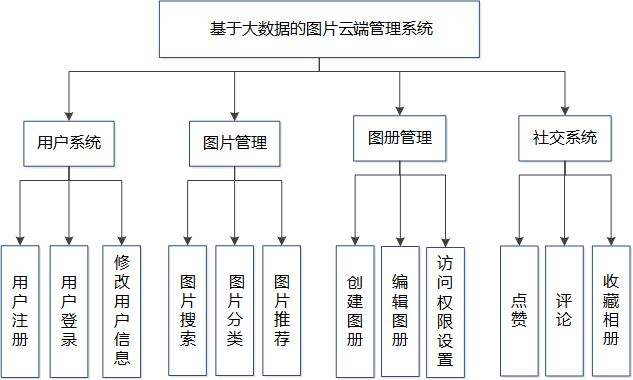 基于大数据的图片云端管理系统
用户系统
图片管理
图册管理
社交系统
用户注册
用户登录
修改用户信息
图片搜索
图片分类
图片推荐
创建图册
编辑图册
访问权限设置
点赞
评论
收藏相册